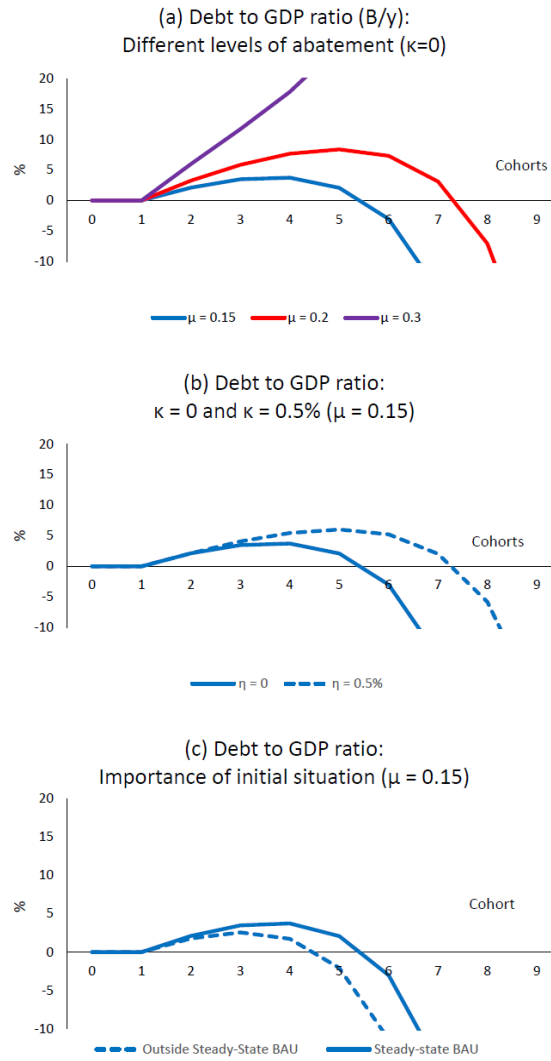 (a) Debt to GDP ratio (B/y):
Different levels of abatement (κ=0)
20
15
10
5
0
-5
-10
%
Cohorts
0 1 2 3 4 5 6 7 8 9
μ = 0.15 μ = 0.2 μ = 0.3
(b) Debt to GDP ratio:
κ = 0 and κ = 0.5% (μ = 0.15)
20
15
10
5
0
-5
-10
%
Cohorts
0 1 2 3 4 5 6 7 8 9
η = 0 η = 0.5%
(c) Debt to GDP ratio:
Importance of initial situation (μ = 0.15)
20
15
10
5
0
-5
-10
%
Cohort
0 1 2 3 4 5 6 7 8 9
Outside Steady-State BAU Steady-state BAU